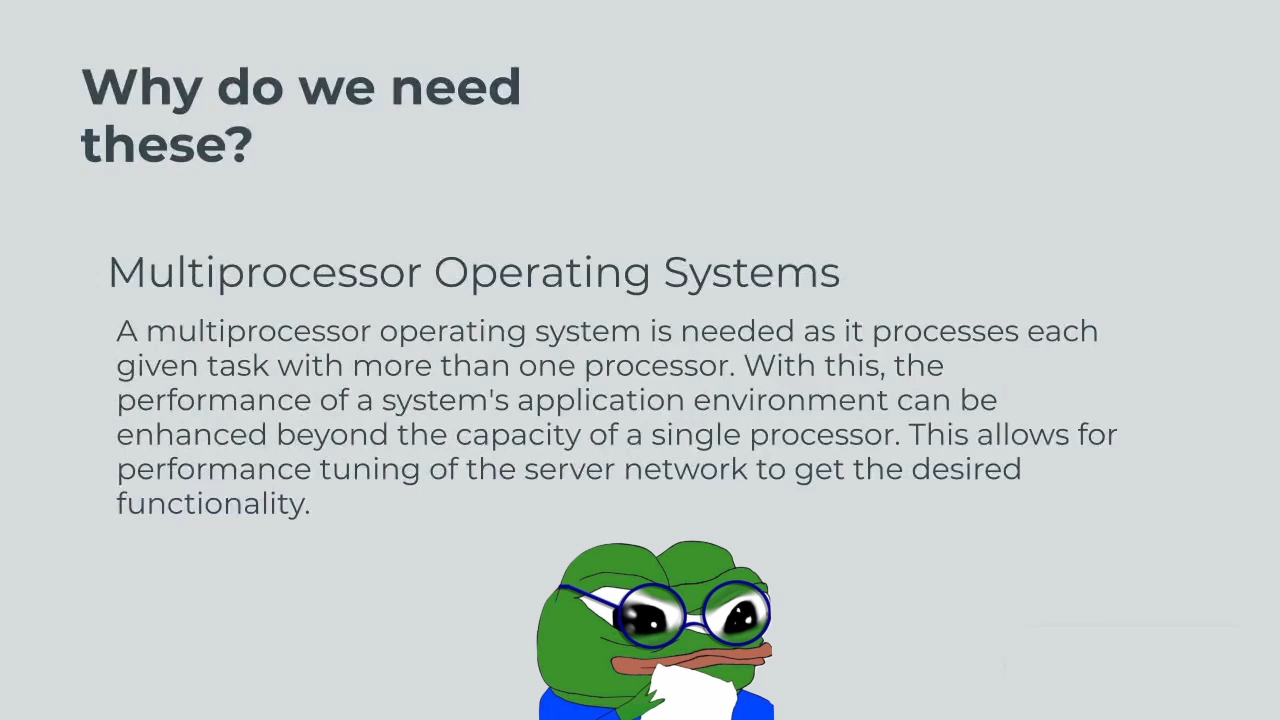 Why do we need
these?
Multiprocessor Operating Systems
A multiprocessor operating system is needed as it processes each
given task with more than one processor. With this, the
performance of a system's application environment can be
enhanced beyond the capacity of a single processor. This allows for
performance tuning of the server network to get the desired
functionality.